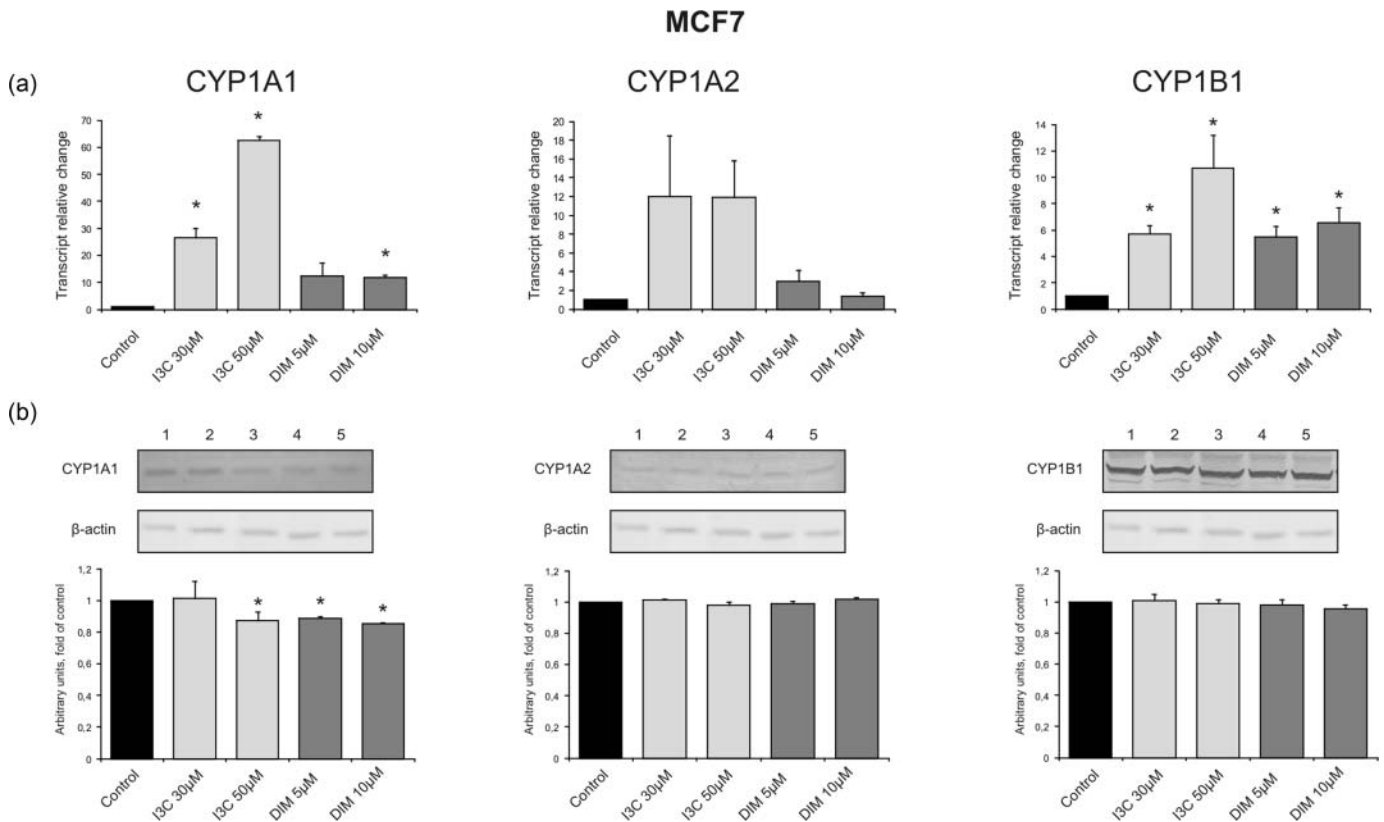 MCF7
(a)
CYP1A1
Transcript relative change
70
60
50
40
30
20
10
0
*
*
*
Control
I3C 30µM
I3C 50µM
DIM 5µM
DIM 10µM
CYP1A2
Transcript relative change
20
18
16
14
12
10
8
6
4
2
0
Control
I3C 30µM
I3C 50µM
DIM 5µM
DIM 10µM
CYP1B1
Transcript relative change
14
12
10
8
6
4
2
0
*
*
*
*
Control
I3C 30µM
I3C 50µM
DIM 5µM
DIM 10µM
(b)
1 2 3 4 5
CYP1A1
β-actin
Arbitrary units, fold of control
1,2
1
0,8
0,6
0,4
0,2
0
*
*
*
Control
I3C 30µM
I3C 50µM
DIM 5µM
DIM 10µM
1 2 3 4 5
CYP1A2
β-actin
Arbitrary units, fold of control
1,2
1
0,8
0,6
0,4
0,2
0
Control
I3C 30µM
I3C 50µM
DIM 5µM
DIM 10µM
1 2 3 4 5
CYP1B1
β-actin
Arbitrary units, fold of control
1,2
1
0,8
0,6
0,4
0,2
0
Control
I3C 30µM
I3C 50µM
DIM 5µM
DIM 10µM